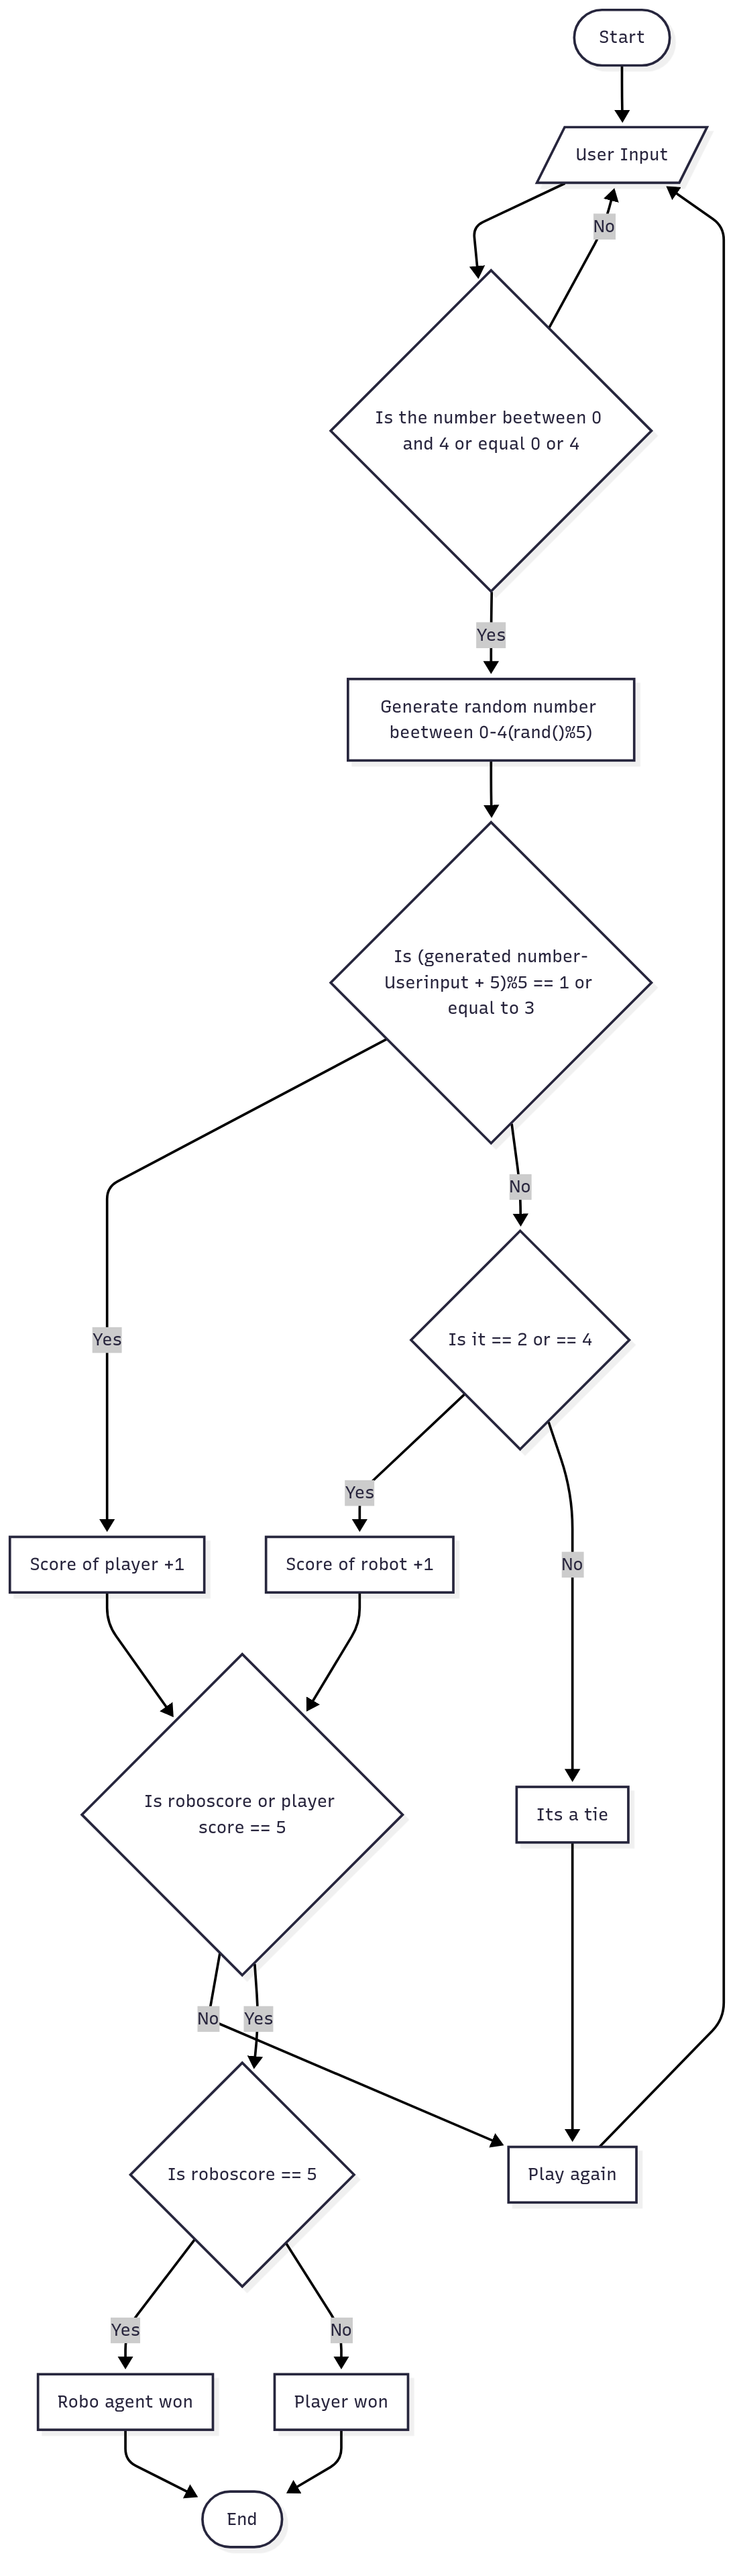 Start
User Input
No
Is the number beetween 0
and 4 or equal 0 or 4
Yes
Generate random number
beetween 0-4(rand()%5)
Is (generated number-
Userinput + 5)%5 == 1 or
equal to 3
No
Yes
Is it == 2 or == 4
Yes
No
Score of player +1
Score of robot +1
Is roboscore or player
score == 5
Its a tie
No
Yes
Is roboscore == 5
Play again
Yes
No
Robo agent won
Player won
End